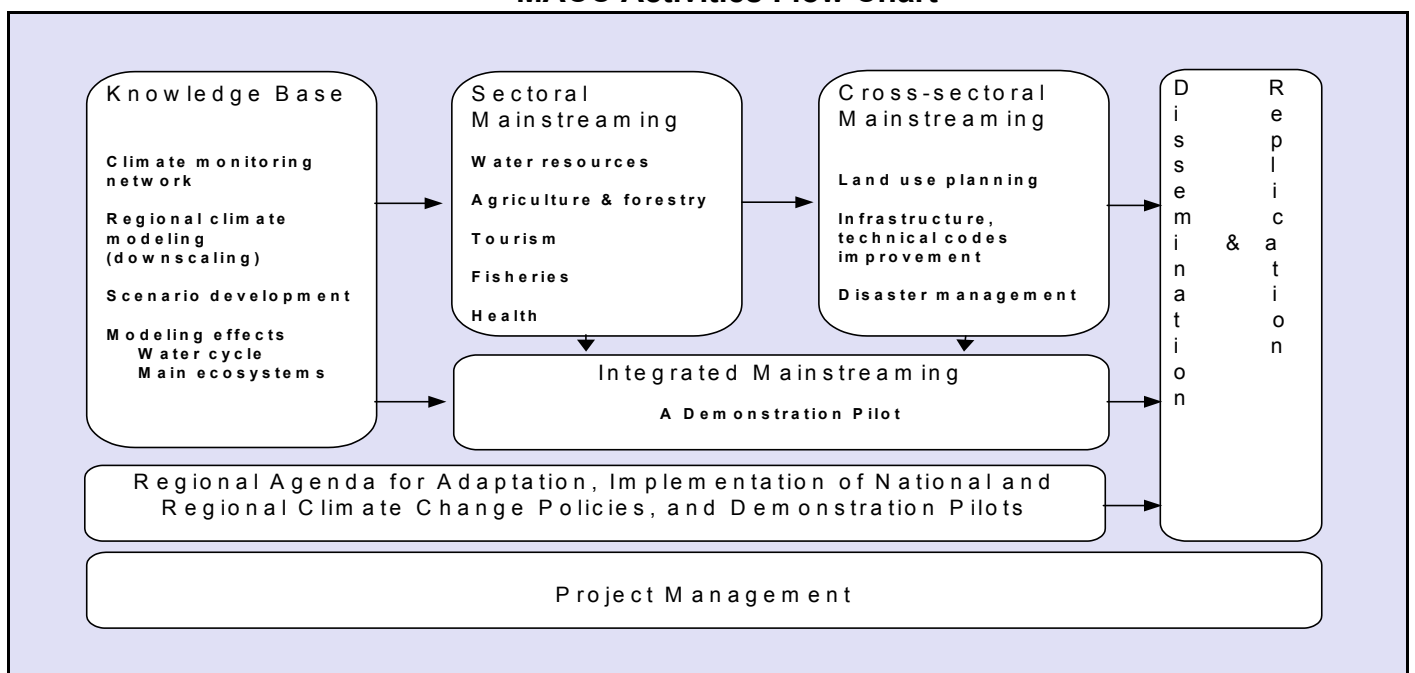 MACC Activities Flow Chart
Knowledge Base
Climate monitoring
network
Regional climate
modeling
(downscaling)
Scenario development
Modeling effects
Water cycle
Main ecosystems
Sectoral
Mainstreaming
Water resources
Agriculture & forestry
Tourism
Fisheries
Health
Cross-sectoral
Mainstreaming
Land use planning
Infrastructure,
technical codes
improvement
Disaster management
Integrated Mainstreaming
A Demonstration Pilot
Dissemination
&
Replication
Regional Agenda for Adaptation, Implementation of National and
Regional Climate Change Policies, and Demonstration Pilots
Project Management